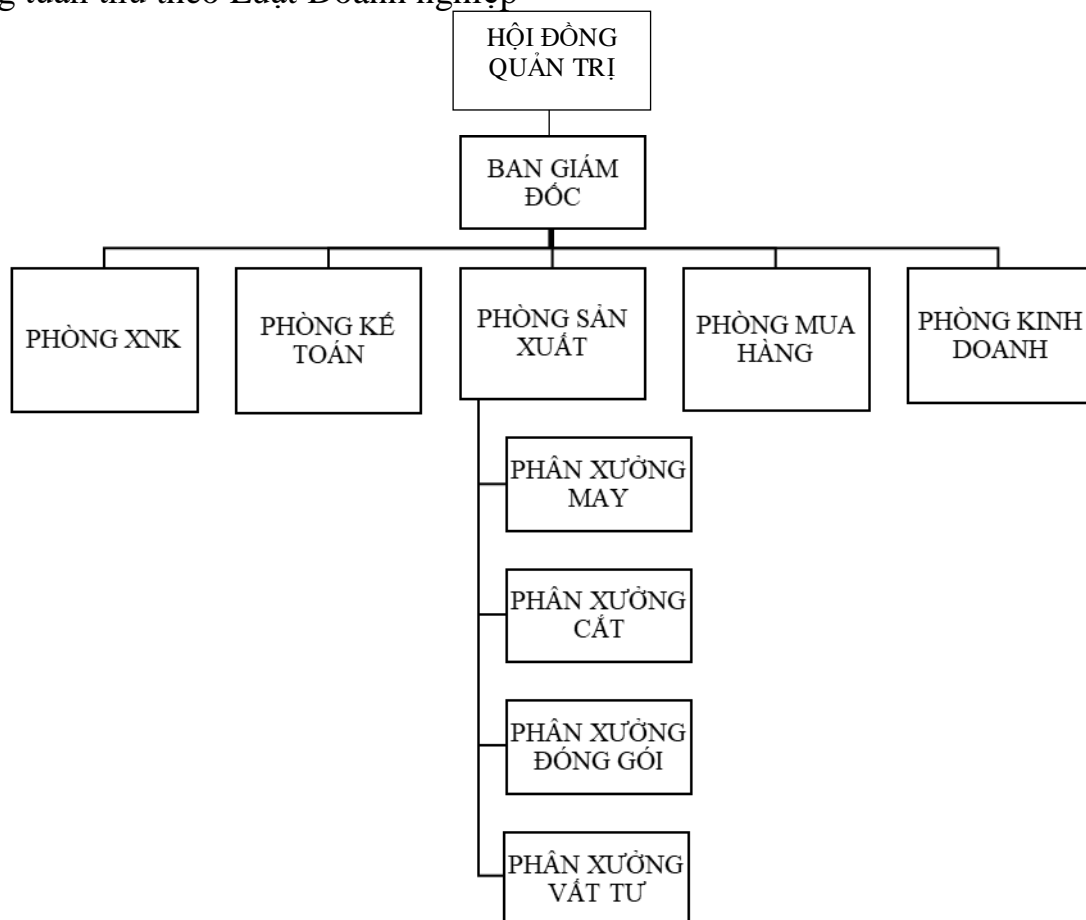 g tuân thủ theo Luật Doanh nghiệp
HỘI ĐỒNG
QUẢN TRỊ
BAN GIÁM
ĐỐC
PHÒNG XNK
PHÒNG KẾ
TOÁN
PHÒNG SẢN
XUẤT
PHÒNG MUA
HÀNG
PHÒNG KINH
DOANH
PHÂN XƯỞNG
MAY
PHÂN XƯỞNG
CẮT
PHÂN XƯỞNG
ĐÓNG GÓI
PHÂN XƯỞNG
VẤT TƯ